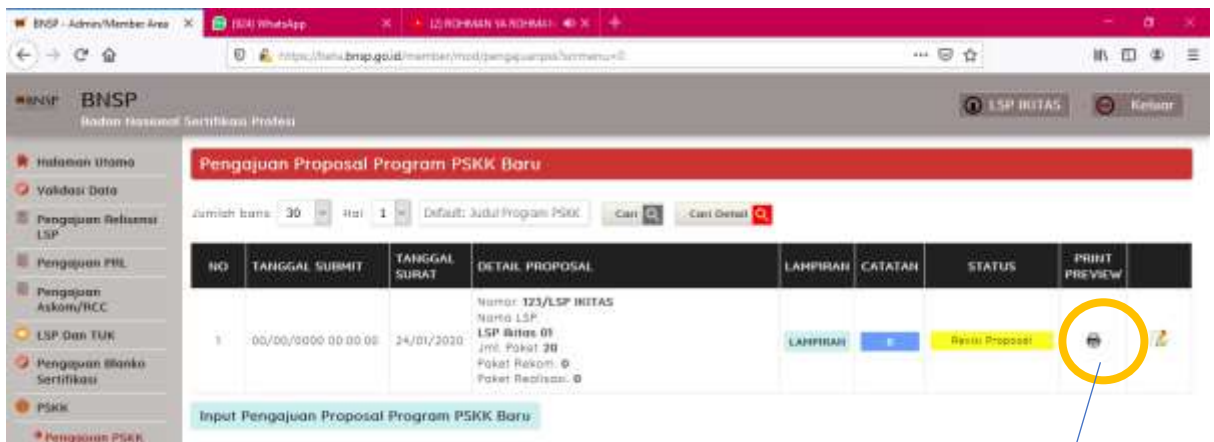 BNSP - Admin/Member Area
(924) WhatsApp
BNSP
BNSP
Badan Nasional Sertifikasi Profesi
LSP IKITAS
Keluar
Halaman Utama
Validasi Data
Pengajuan Relisensi
LSP
Pengajuan PRL
Pengajuan
Askom/RCC
LSP Dan TUK
Pengajuan Blanko
Sertifikasi
PSKK
Pengajuan PSKK
Pengajuan Proposal Program PSKK Baru
Jumlah baris 30 Hal 1 Default: Judul Program PSKK Cari Cari Detail
NO TANGGAL SUBMIT TANGGAL SURAT DETAIL PROPOSAL LAMPIRAN CATATAN STATUS PRINT PREVIEW
1 00/00/0000 00:00:00 24/01/2020
Nomor: 123/LSP IKITAS
Nama LSP:
LSP Ikitas 01
Jml. Paket: 20
Paket Rekom: 0
Paket Realisasi: 0
LAMPIRAN 0 Revisi Proposal
Input Pengajuan Proposal Program PSKK Baru